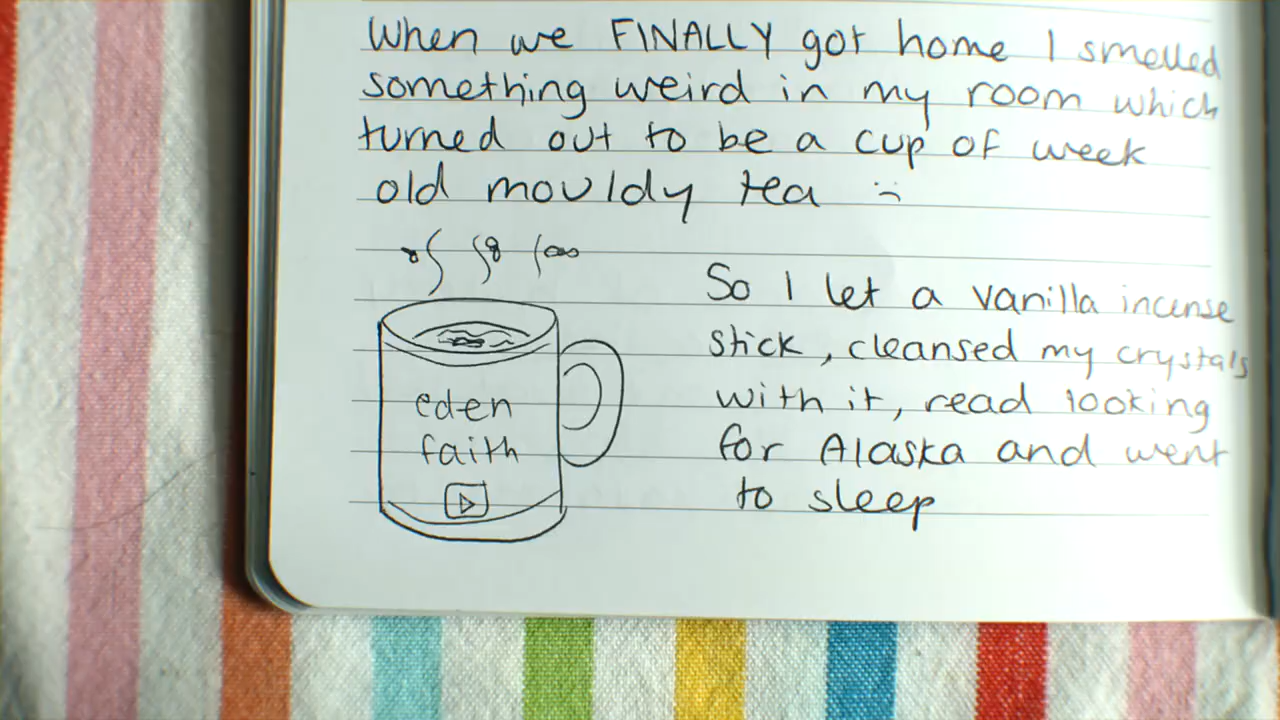 When we FINALLY got home I smelled
something weird in my room which
turned out to be a cup of week
old mouldy tea :(
eden
faith
So I let a vanilla incense
stick, cleansed my crystals
with it, read looking
for Alaska and went
to sleep